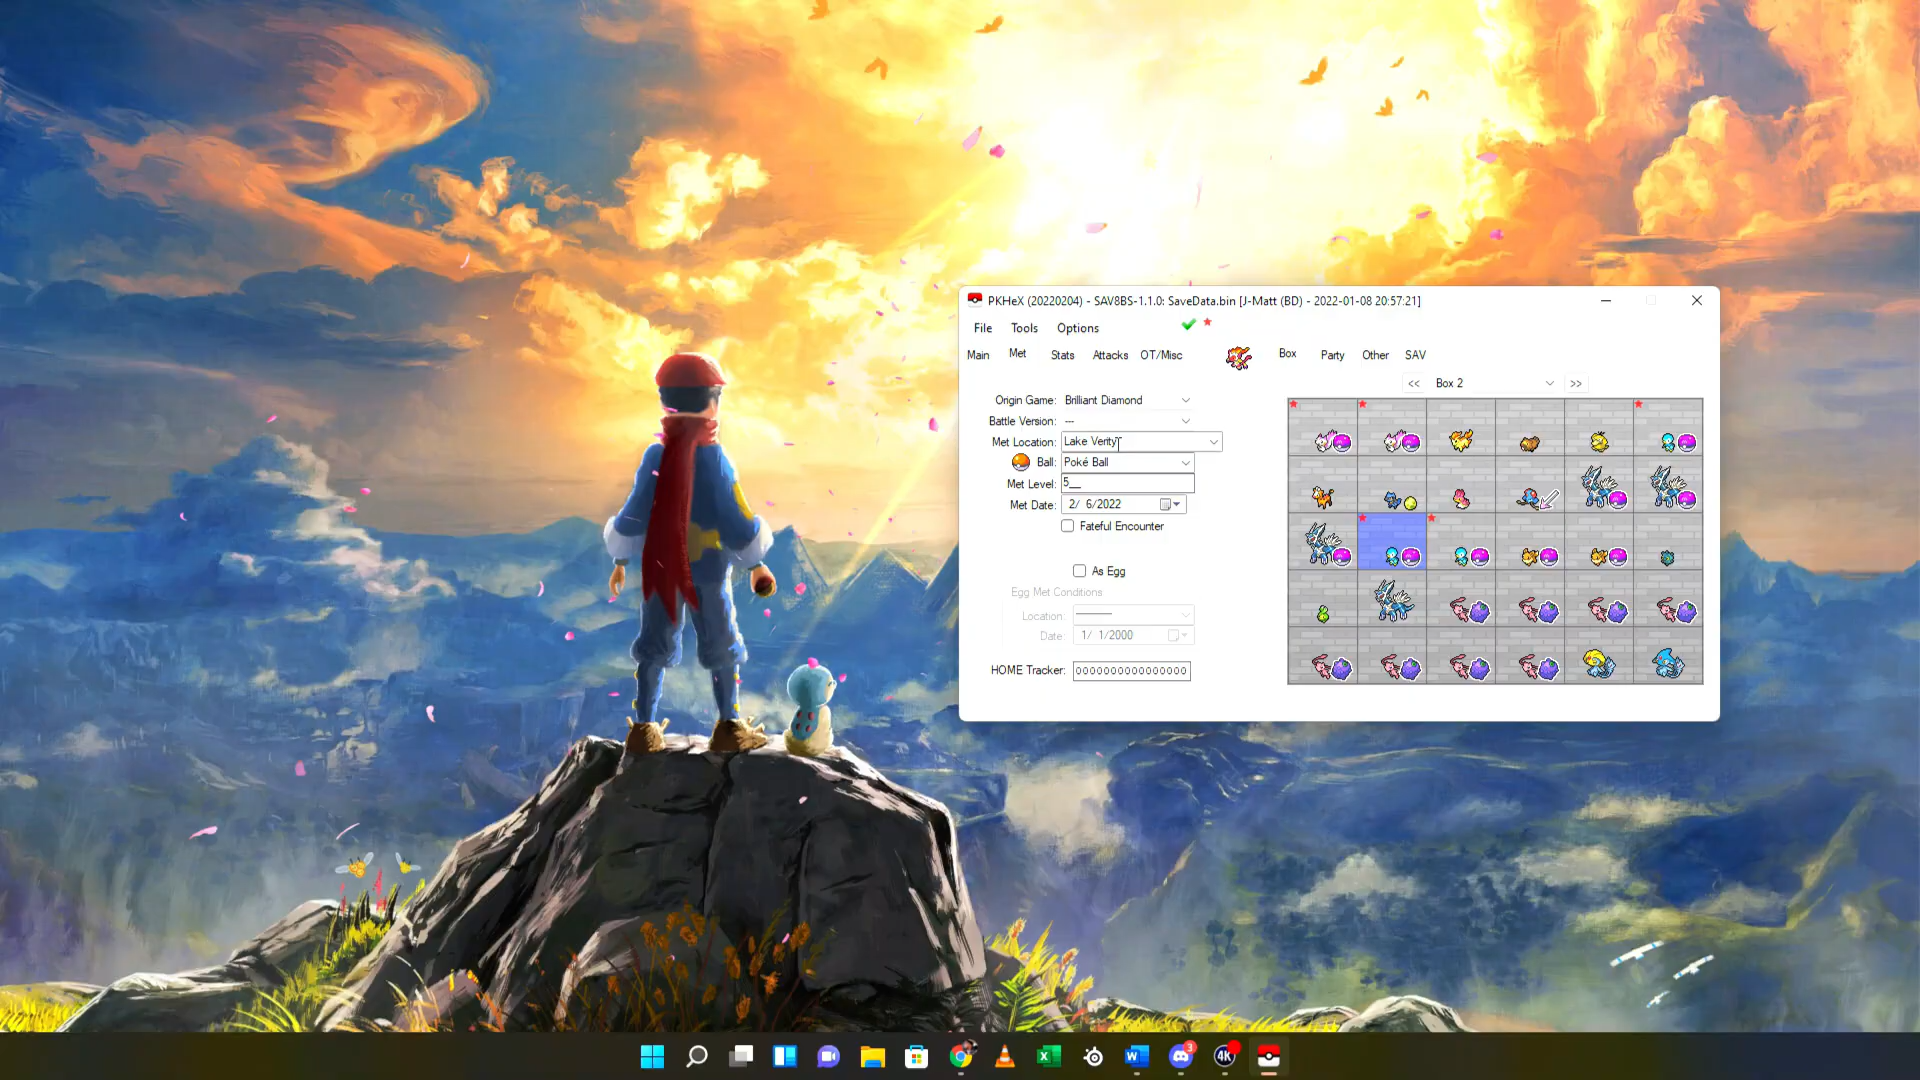 PKHeX (20220204) - SAV8BS-1.1.0: SaveData.bin [J-Matt (BD) - 2022-01-08 20:57:21]
File Tools Options
Main Met Stats Attacks OT/Misc Box Party Other SAV
<< Box 2 >>
Origin Game: Brilliant Diamond
Battle Version: ---
Met Location: Lake Verity
Ball: Poké Ball
Met Level: 5__
Met Date: 2/ 6/2022
Fateful Encounter
As Egg
Egg Met Conditions
Location:
Date: 1/ 1/2000
HOME Tracker: 0000000000000000
W 3 4K